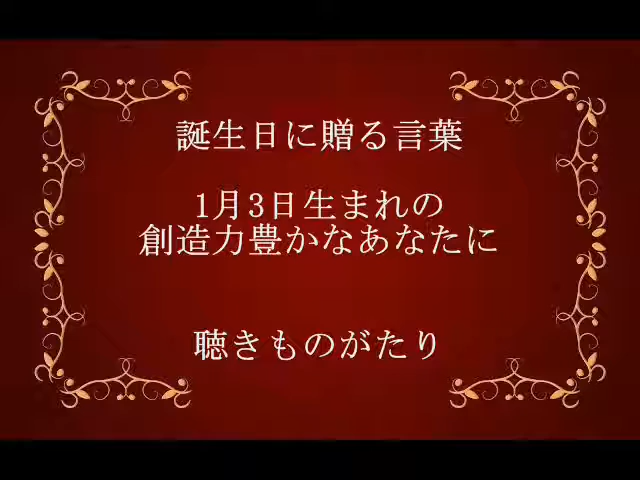 誕生日に贈る言葉
1月3日生まれの
創造力豊かなあなたに
聴きものがたり